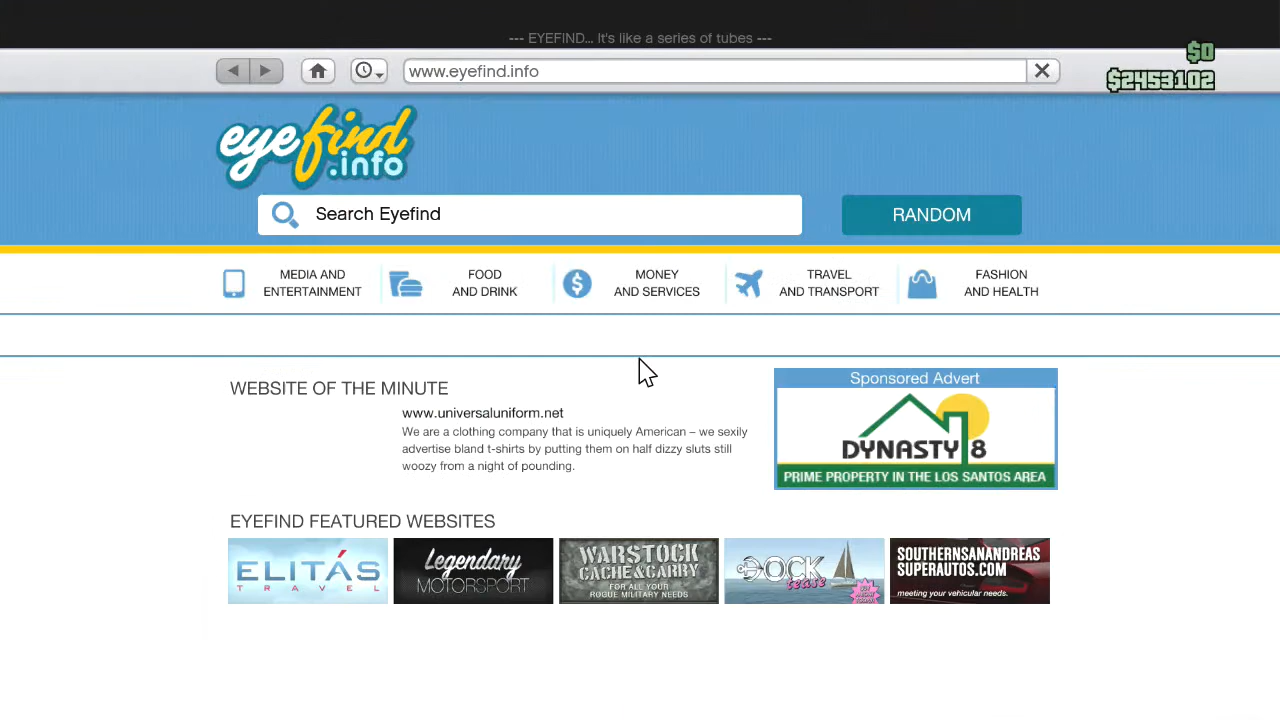 --- EYEFIND... It's like a series of tubes ---
$0
www.eyefind.info
$2453102
eyefind
.info
Search Eyefind
RANDOM
MEDIA AND
ENTERTAINMENT
FOOD
AND DRINK
MONEY
AND SERVICES
TRAVEL
AND TRANSPORT
FASHION
AND HEALTH
WEBSITE OF THE MINUTE
www.universaluniform.net
We are a clothing company that is uniquely American – we sexily
advertise bland t-shirts by putting them on half dizzy sluts still
woozy from a night of pounding.
Sponsored Advert
DYNASTY 8
PRIME PROPERTY IN THE LOS SANTOS AREA
EYEFIND FEATURED WEBSITES
ELITÁS
TRAVEL
Legendary
MOTORSPORT
WARSTOCK
CACHE & CARRY
FOR ALL YOUR
ROGUE MILITARY NEEDS
DOCK
tease
SOUTHERNSANANDREAS
SUPERAUTOS.COM
meeting your vehicular needs.